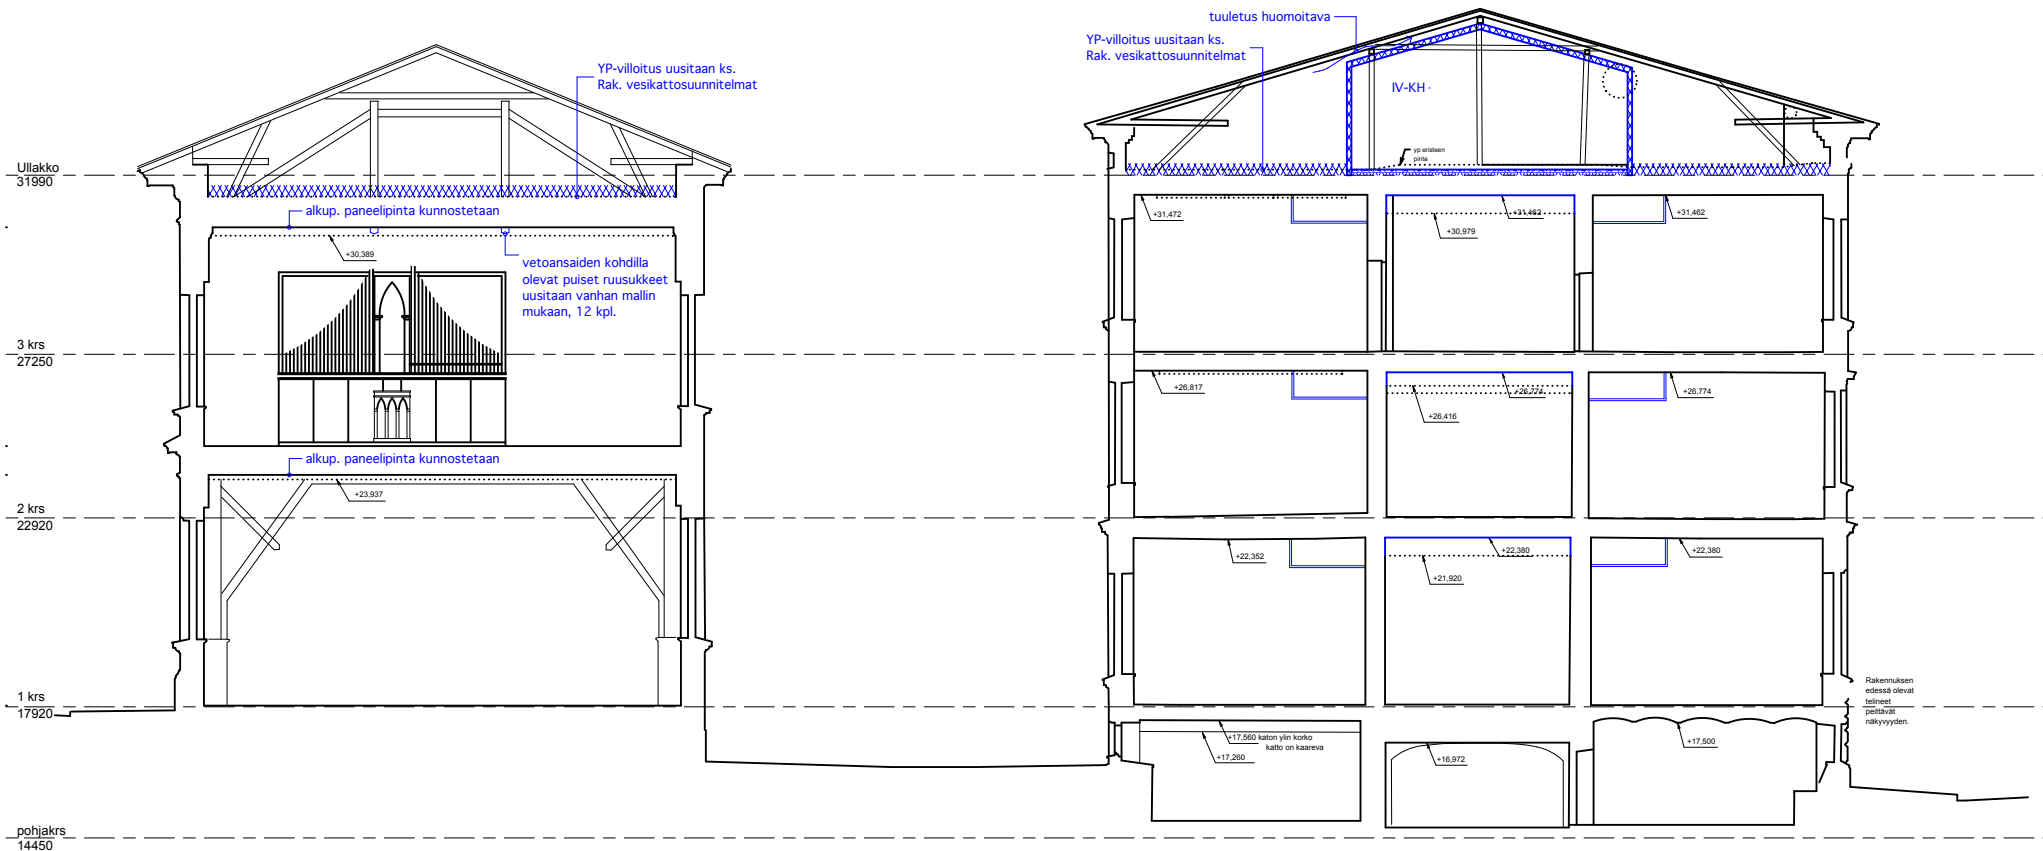 tuuletus huomoitava
YP-villoitus uusitaan ks.
Rak. vesikattosuunnitelmat
YP-villoitus uusitaan ks.
Rak. vesikattosuunnitelmat
IV-KH
yp eristeen
pinta
Ullakko
31990
alkup. paneelipinta kunnostetaan
+30,389
vetoansaiden kohdilla
olevat puiset ruusukkeet
uusitaan vanhan mallin
mukaan, 12 kpl.
+31,472
+31,462
+30,979
+31,462
3 krs
27250
+26,817
+26,774
+26,416
+26,774
alkup. paneelipinta kunnostetaan
+23,937
2 krs
22920
+22,352
+22,380
+21,920
+22,380
1 krs
17920
Rakennuksen
edessä olevat
telineet
peittävät
näkyvyyden.
+17,560 katon ylin korko
katto on kaareva
+17,260
+16,972
+17,500
pohjakrs
14450